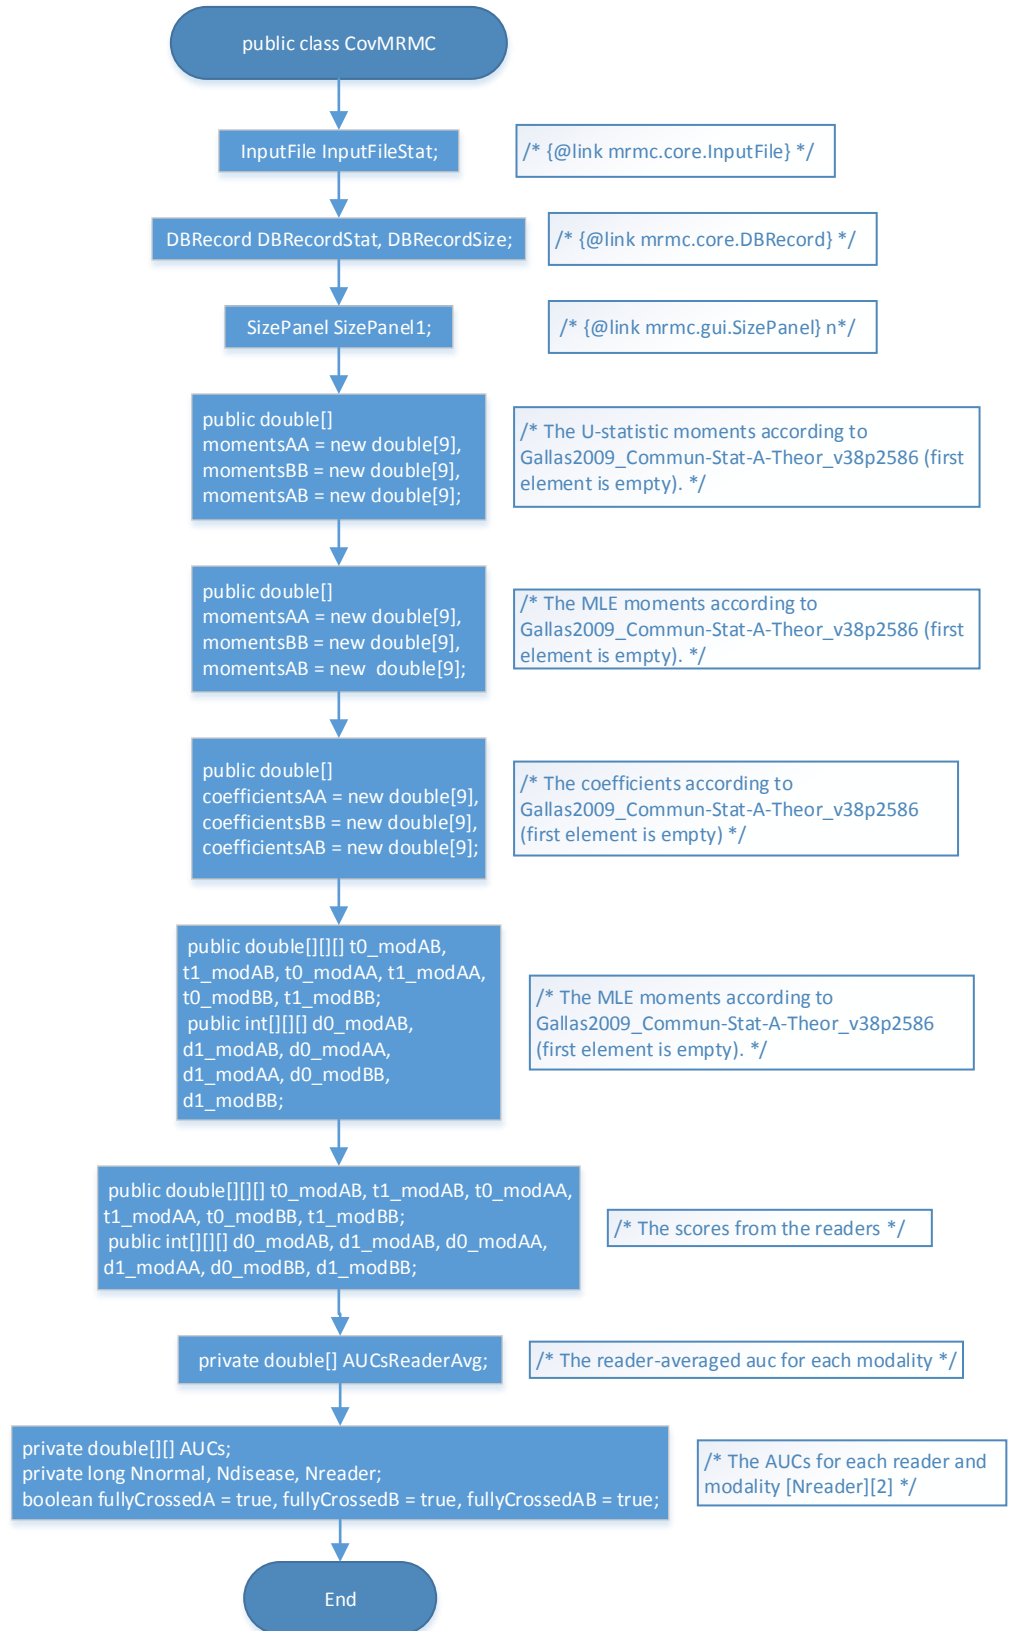 public class CovMRMC
InputFile InputFileStat;
/* {@link mrmc.core.InputFile} */
DBRecord DBRecordStat, DBRecordSize;
/* {@link mrmc.core.DBRecord} */
SizePanel SizePanel1;
/* {@link mrmc.gui.SizePanel} n*/
public double[]
momentsAA = new double[9],
momentsBB = new double[9],
momentsAB = new double[9];
/* The U-statistic moments according to
Gallas2009_Commun-Stat-A-Theor_v38p2586 (first
element is empty). */
public double[]
momentsAA = new double[9],
momentsBB = new double[9],
momentsAB = new  double[9];
/* The MLE moments according to
Gallas2009_Commun-Stat-A-Theor_v38p2586 (first
element is empty). */
public double[]
coefficientsAA = new double[9],
coefficientsBB = new double[9],
coefficientsAB = new double[9];
/* The coefficients according to
Gallas2009_Commun-Stat-A-Theor_v38p2586
(first element is empty) */
public double[][][] t0_modAB,
t1_modAB, t0_modAA, t1_modAA,
t0_modBB, t1_modBB;
public int[][][] d0_modAB,
d1_modAB, d0_modAA,
d1_modAA, d0_modBB,
d1_modBB;
/* The MLE moments according to
Gallas2009_Commun-Stat-A-Theor_v38p2586
(first element is empty). */
public double[][][] t0_modAB, t1_modAB, t0_modAA,
t1_modAA, t0_modBB, t1_modBB;
public int[][][] d0_modAB, d1_modAB, d0_modAA,
d1_modAA, d0_modBB, d1_modBB;
/* The scores from the readers */
private double[] AUCsReaderAvg;
/* The reader-averaged auc for each modality */
private double[][] AUCs;
private long Nnormal, Ndisease, Nreader;
boolean fullyCrossedA = true, fullyCrossedB = true, fullyCrossedAB = true;
/* The AUCs for each reader and
modality [Nreader][2] */
End